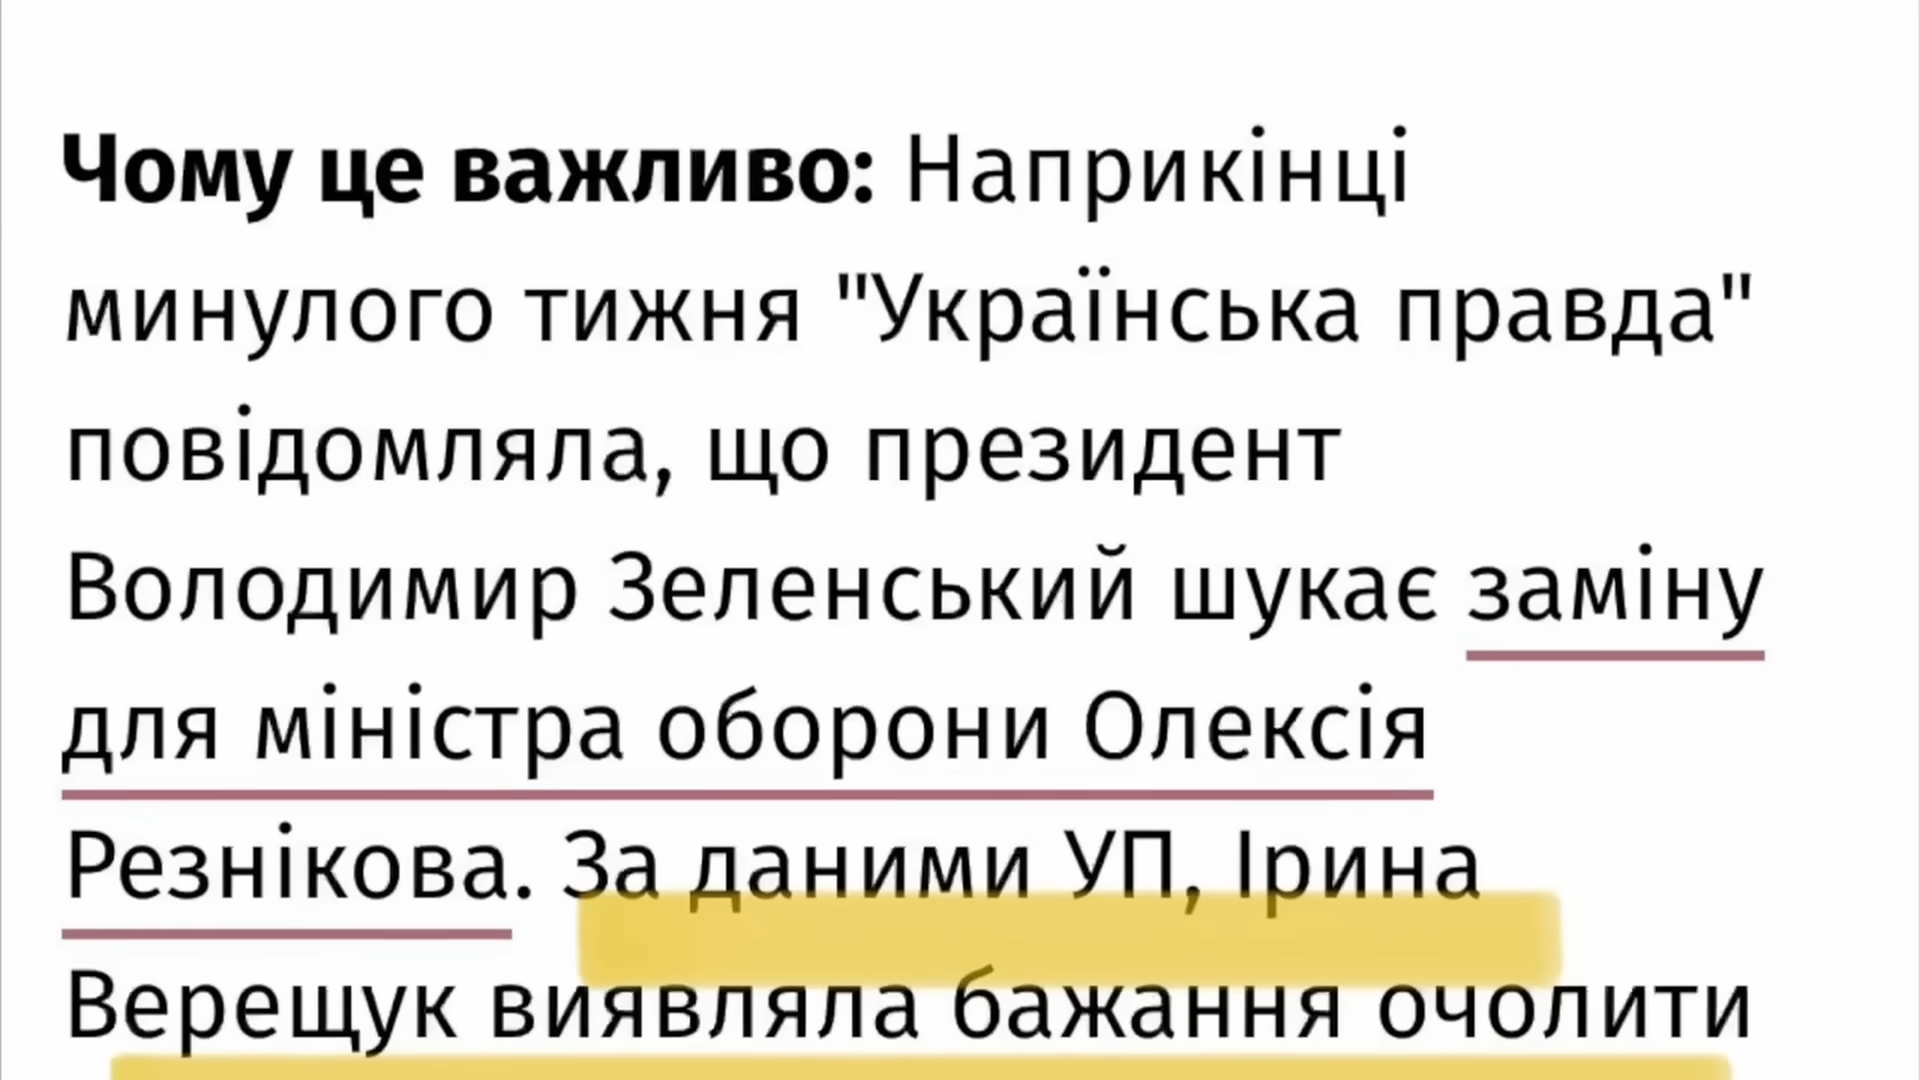 Чому це важливо: Наприкінці
минулого тижня "Українська правда"
повідомляла, що президент
Володимир Зеленський шукає заміну
для міністра оборони Олексія
Резнікова. За даними УП, Ірина
Верещук виявляла бажання очолити